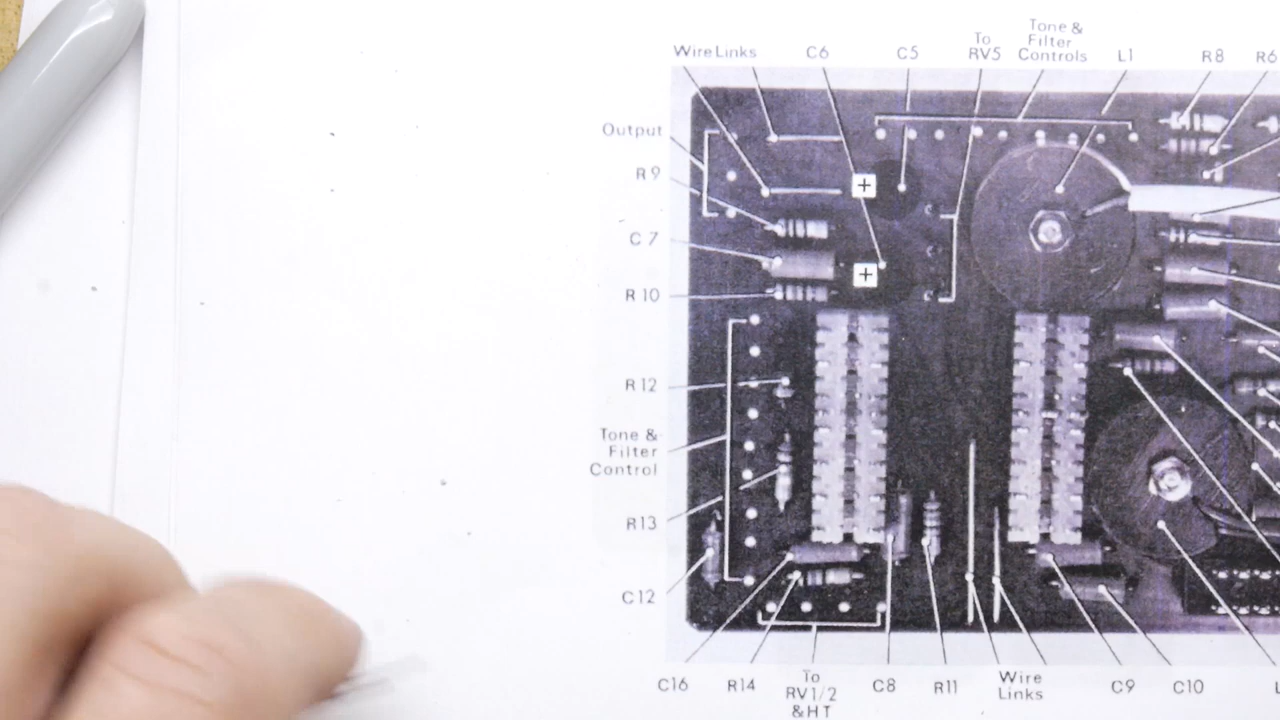 Wire Links
C6
C5
To
RV5
Tone &
Filter
Controls
L1
R8
R6
Output
R9
C7
R10
R12
Tone &
Filter
Control
R13
C12
+
+
C16
R14
To
RV1/2
&HT
C8
R11
Wire
Links
C9
C10
L